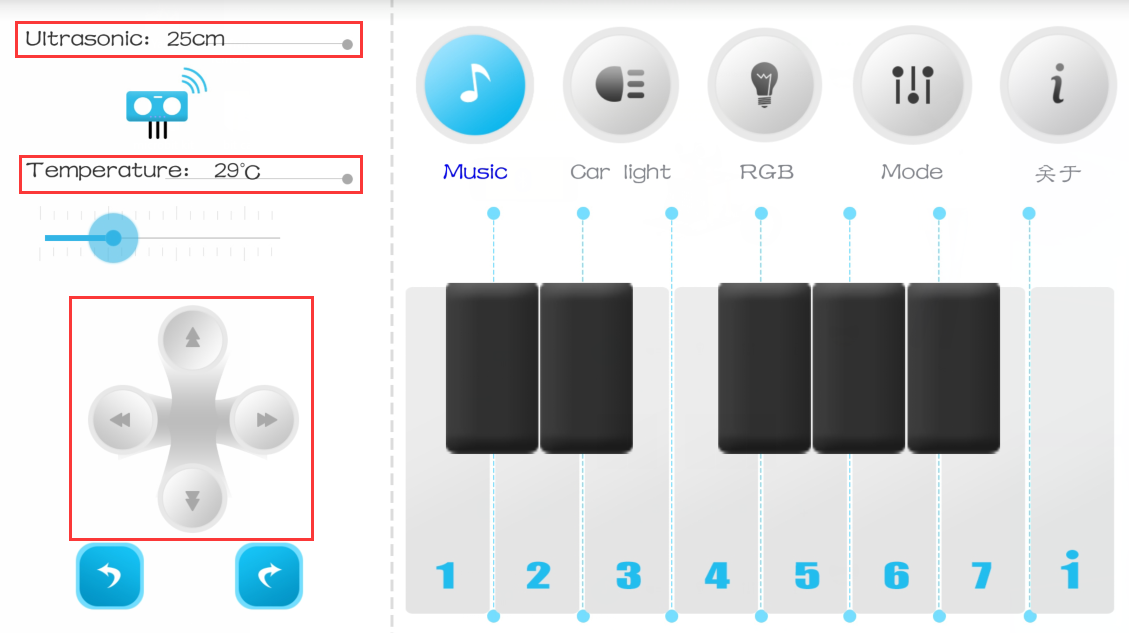 Ultrasonic: 25cm
Temperature: 29℃
Music
Car light
RGB
Mode
关于
1
2
3
4
5
6
7
i